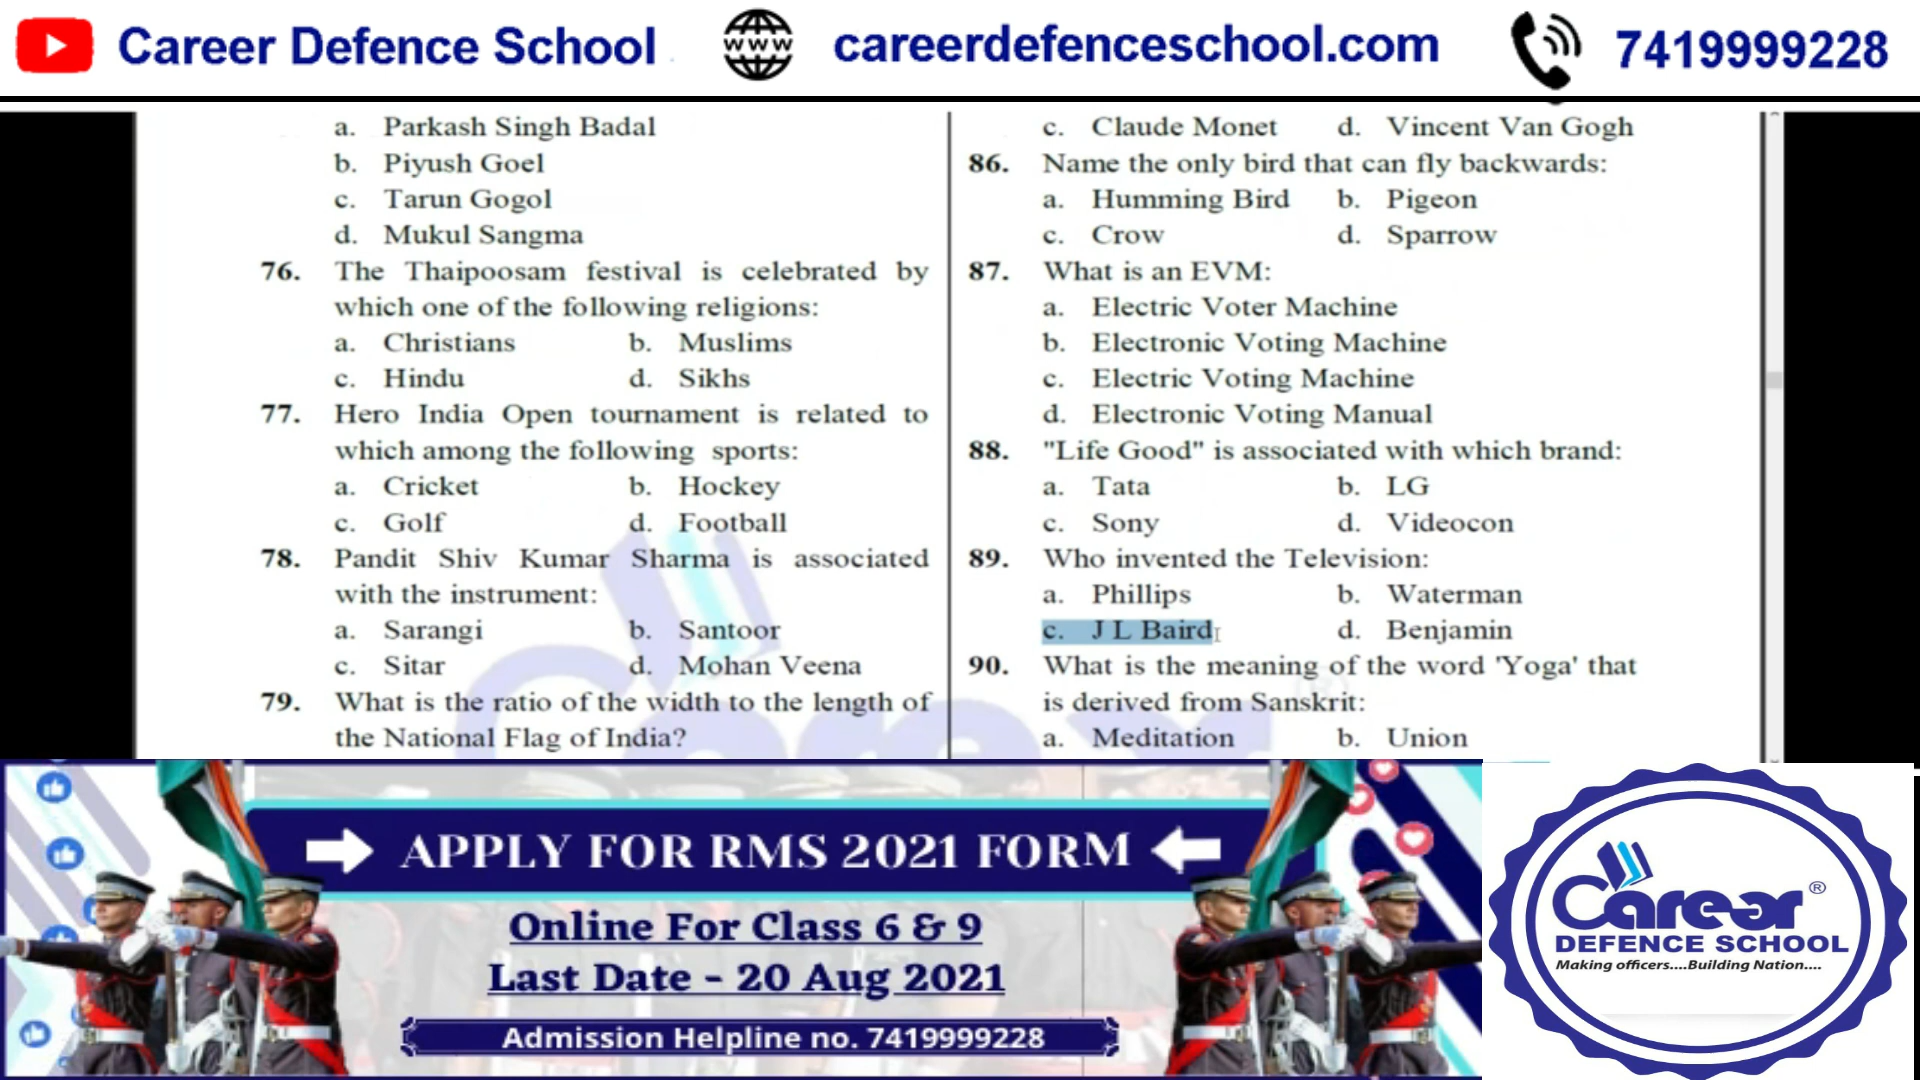 Career Defence School
www
careerdefenceschool.com
7419999228
a. Parkash Singh Badal
b. Piyush Goel
c. Tarun Gogol
d. Mukul Sangma
76. The Thaipoosam festival is celebrated by
which one of the following religions:
a. Christians b. Muslims
c. Hindu d. Sikhs
77. Hero India Open tournament is related to
which among the following sports:
a. Cricket b. Hockey
c. Golf d. Football
78. Pandit Shiv Kumar Sharma is associated
with the instrument:
a. Sarangi b. Santoor
c. Sitar d. Mohan Veena
79. What is the ratio of the width to the length of
the National Flag of India?
c. Claude Monet d. Vincent Van Gogh
86. Name the only bird that can fly backwards:
a. Humming Bird b. Pigeon
c. Crow d. Sparrow
87. What is an EVM:
a. Electric Voter Machine
b. Electronic Voting Machine
c. Electric Voting Machine
d. Electronic Voting Manual
88. "Life Good" is associated with which brand:
a. Tata b. LG
c. Sony d. Videocon
89. Who invented the Television:
a. Phillips b. Waterman
c. J L Baird d. Benjamin
90. What is the meaning of the word 'Yoga' that
is derived from Sanskrit:
a. Meditation b. Union
APPLY FOR RMS 2021 FORM
Online For Class 6 & 9
Last Date - 20 Aug 2021
Admission Helpline no. 7419999228
Career ®
DEFENCE SCHOOL
Making officers....Building Nation....